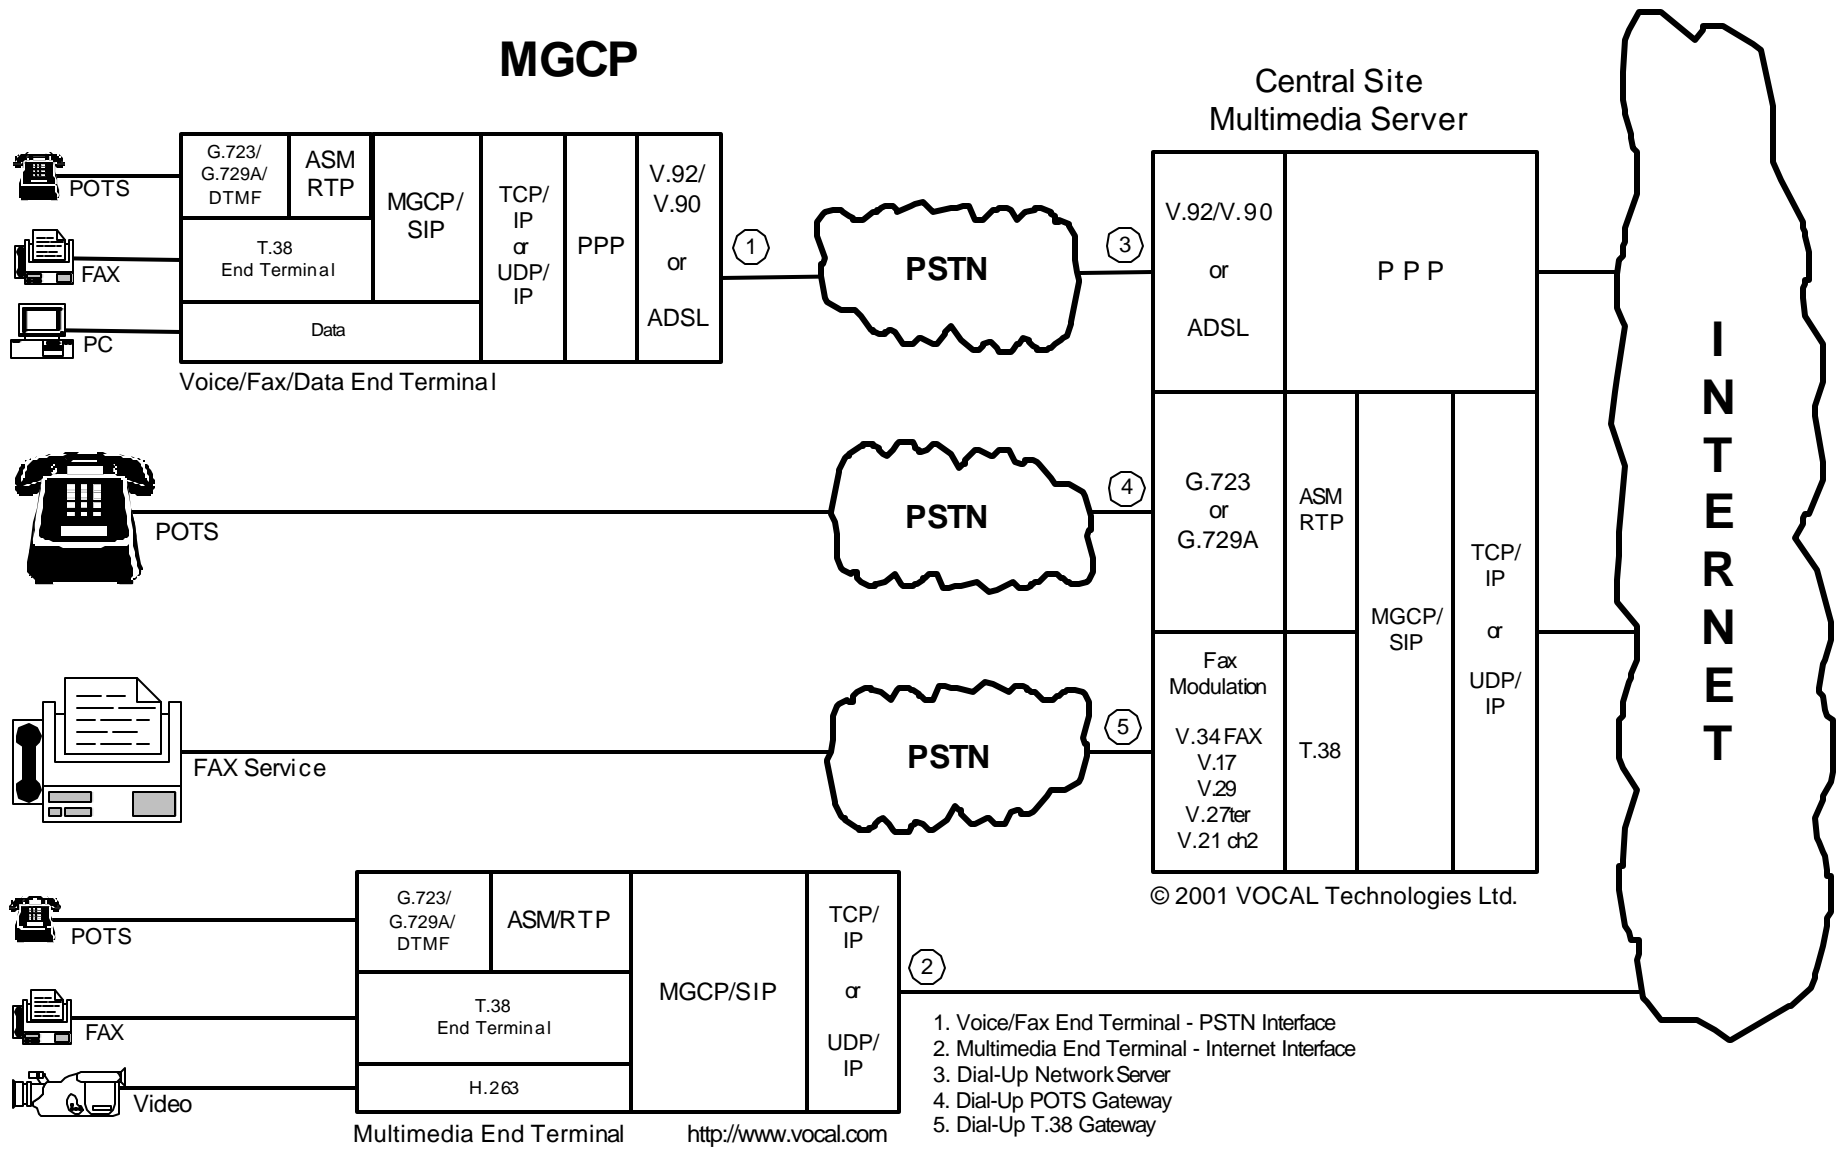 MGCP
Central Site
Multimedia Server
POTS
FAX
PC
G.723/
G.729A/
DTMF
ASM
RTP
T.38
End Terminal
Data
MGCP/
SIP
TCP/
IP
or
UDP/
IP
PPP
V.92/
V.90
or
ADSL
Voice/Fax/Data End Terminal
1
PSTN
3
V.92/V.90
or
ADSL
PPP
POTS
PSTN
4
G.723
or
G.729A
ASM
RTP
FAX Service
PSTN
5
Fax
Modulation
V.34 FAX
V.17
V.29
V.27ter
V.21 ch2
T.38
MGCP/
SIP
TCP/
IP
or
UDP/
IP
INTERNET
© 2001 VOCAL Technologies Ltd.
POTS
FAX
Video
G.723/
G.729A/
DTMF
ASM/RTP
T.38
End Terminal
H.263
MGCP/SIP
TCP/
IP
or
UDP/
IP
2
Multimedia End Terminal
http://www.vocal.com
1. Voice/Fax End Terminal - PSTN Interface
2. Multimedia End Terminal - Internet Interface
3. Dial-Up Network Server
4. Dial-Up POTS Gateway
5. Dial-Up T.38 Gateway